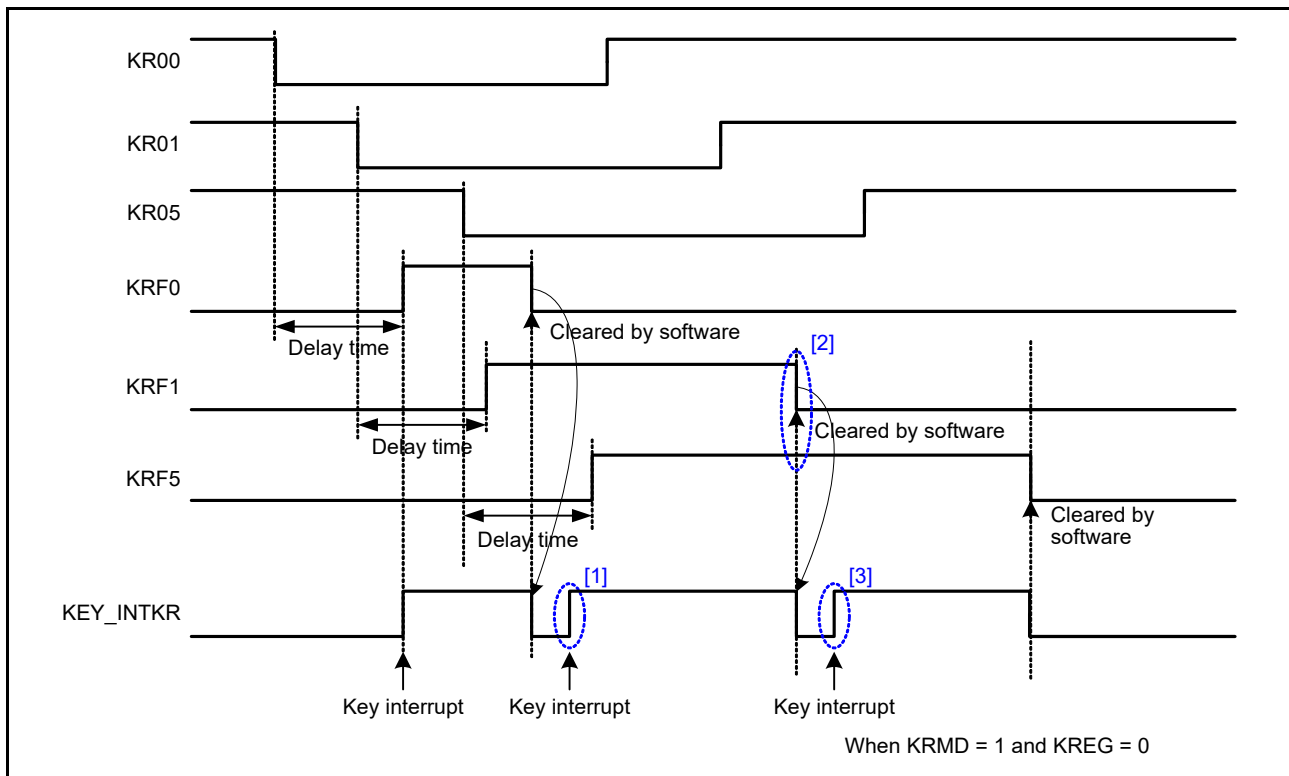 KR00
KR01
KR05
KRF0
Cleared by software
Delay time
[2]
KRF1
Cleared by software
Delay time
KRF5
Cleared by
software
Delay time
[1]
[3]
KEY_INTKR
Key interrupt
Key interrupt
Key interrupt
When KRMD = 1 and KREG = 0